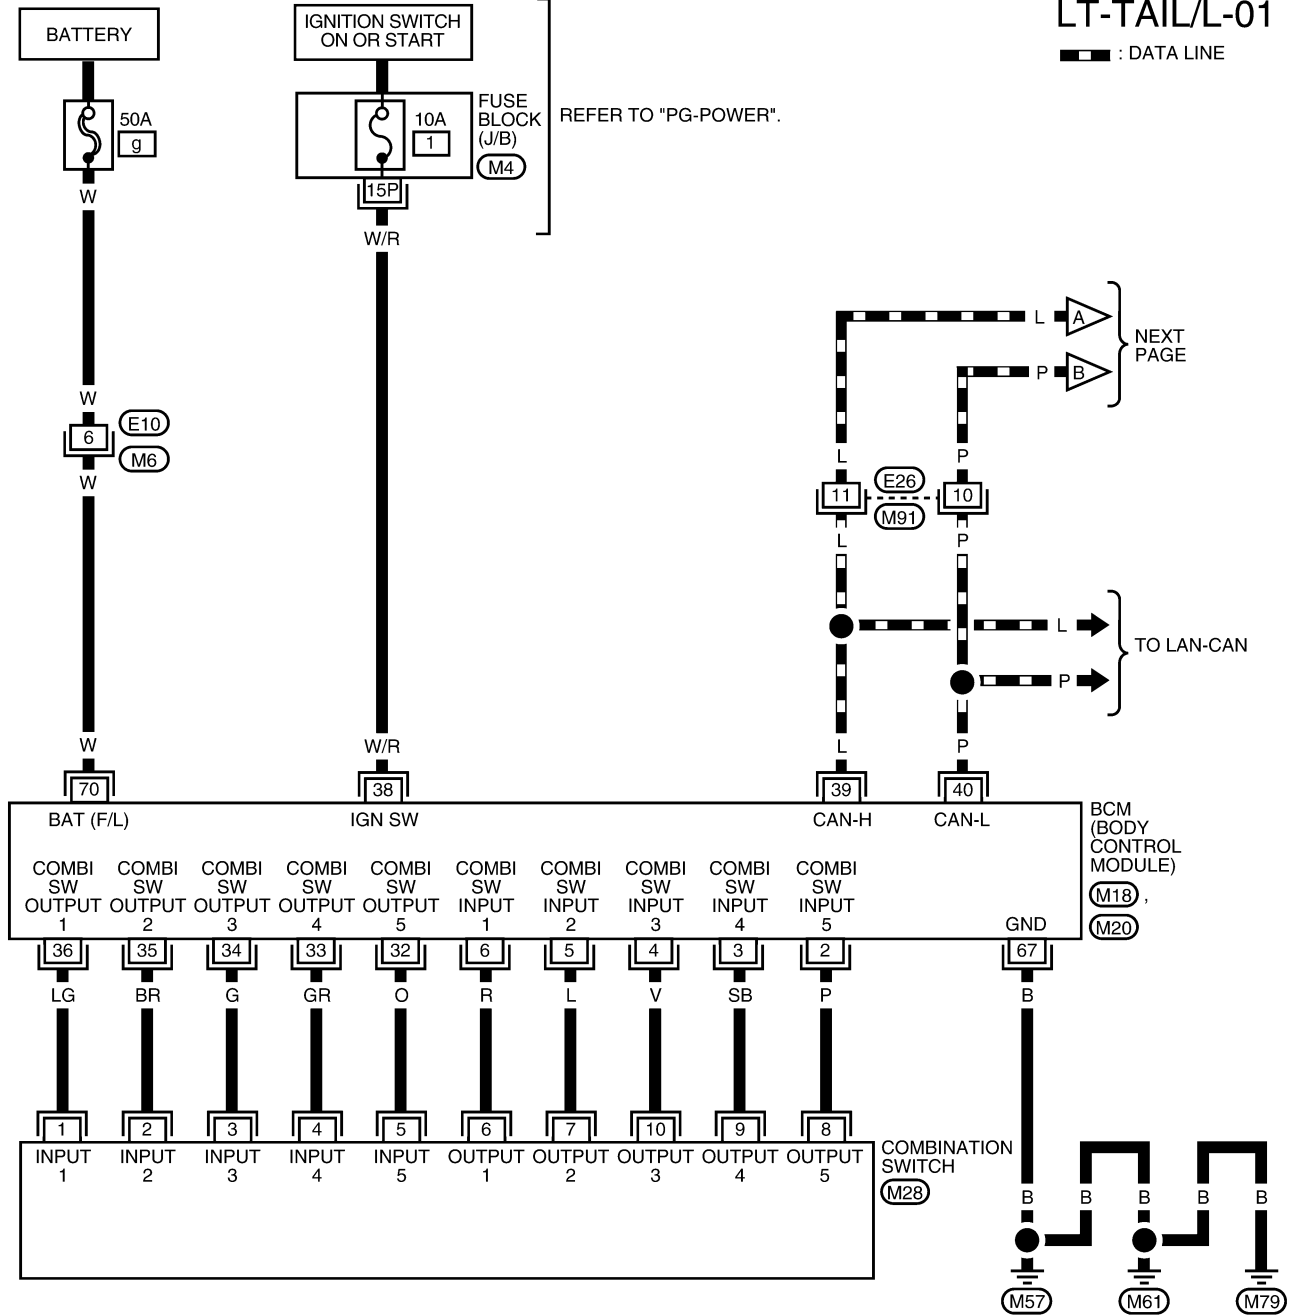 LT-TAIL/L-01
: DATA LINE
BATTERY
IGNITION SWITCH
ON OR START
50A
g
10A
1
FUSE
BLOCK
(J/B)
M4
REFER TO "PG-POWER".
15P
W
W/R
L
A
P
B
NEXT
PAGE
W
6
E10
M6
W
L
P
11
E26
M91
10
L
P
L
P
TO LAN-CAN
W
W/R
L
P
70
38
39
40
BAT (F/L)
IGN SW
CAN-H
CAN-L
BCM
(BODY
CONTROL
MODULE)
M18 ,
M20
COMBI
SW
OUTPUT
1
COMBI
SW
OUTPUT
2
COMBI
SW
OUTPUT
3
COMBI
SW
OUTPUT
4
COMBI
SW
OUTPUT
5
COMBI
SW
INPUT
1
COMBI
SW
INPUT
2
COMBI
SW
INPUT
3
COMBI
SW
INPUT
4
COMBI
SW
INPUT
5
GND
36
35
34
33
32
6
5
4
3
2
67
LG
BR
G
GR
O
R
L
V
SB
P
B
1
2
3
4
5
6
7
10
9
8
INPUT
1
INPUT
2
INPUT
3
INPUT
4
INPUT
5
OUTPUT
1
OUTPUT
2
OUTPUT
3
OUTPUT
4
OUTPUT
5
COMBINATION
SWITCH
M28
B
B
B
B
B
M57
M61
M79